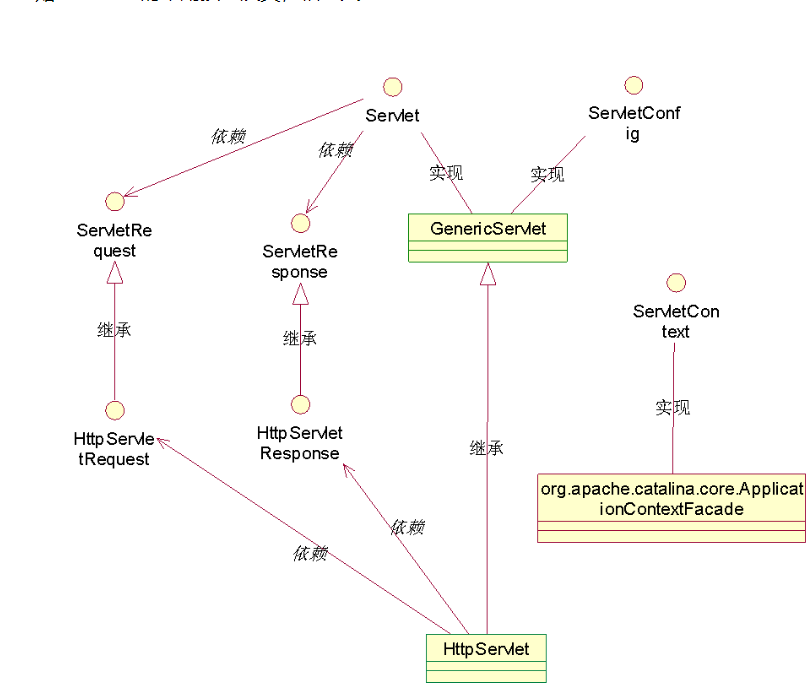 Servlet
ServletConf
ig
依赖
依赖
实现
实现
ServletRe
quest
ServletRe
sponse
GenericServlet
ServletCon
text
继承
继承
实现
HttpServle
tRequest
HttpServlet
Response
继承
org.apache.catalina.core.Applicat
ionContextFacade
依赖
依赖
HttpServlet